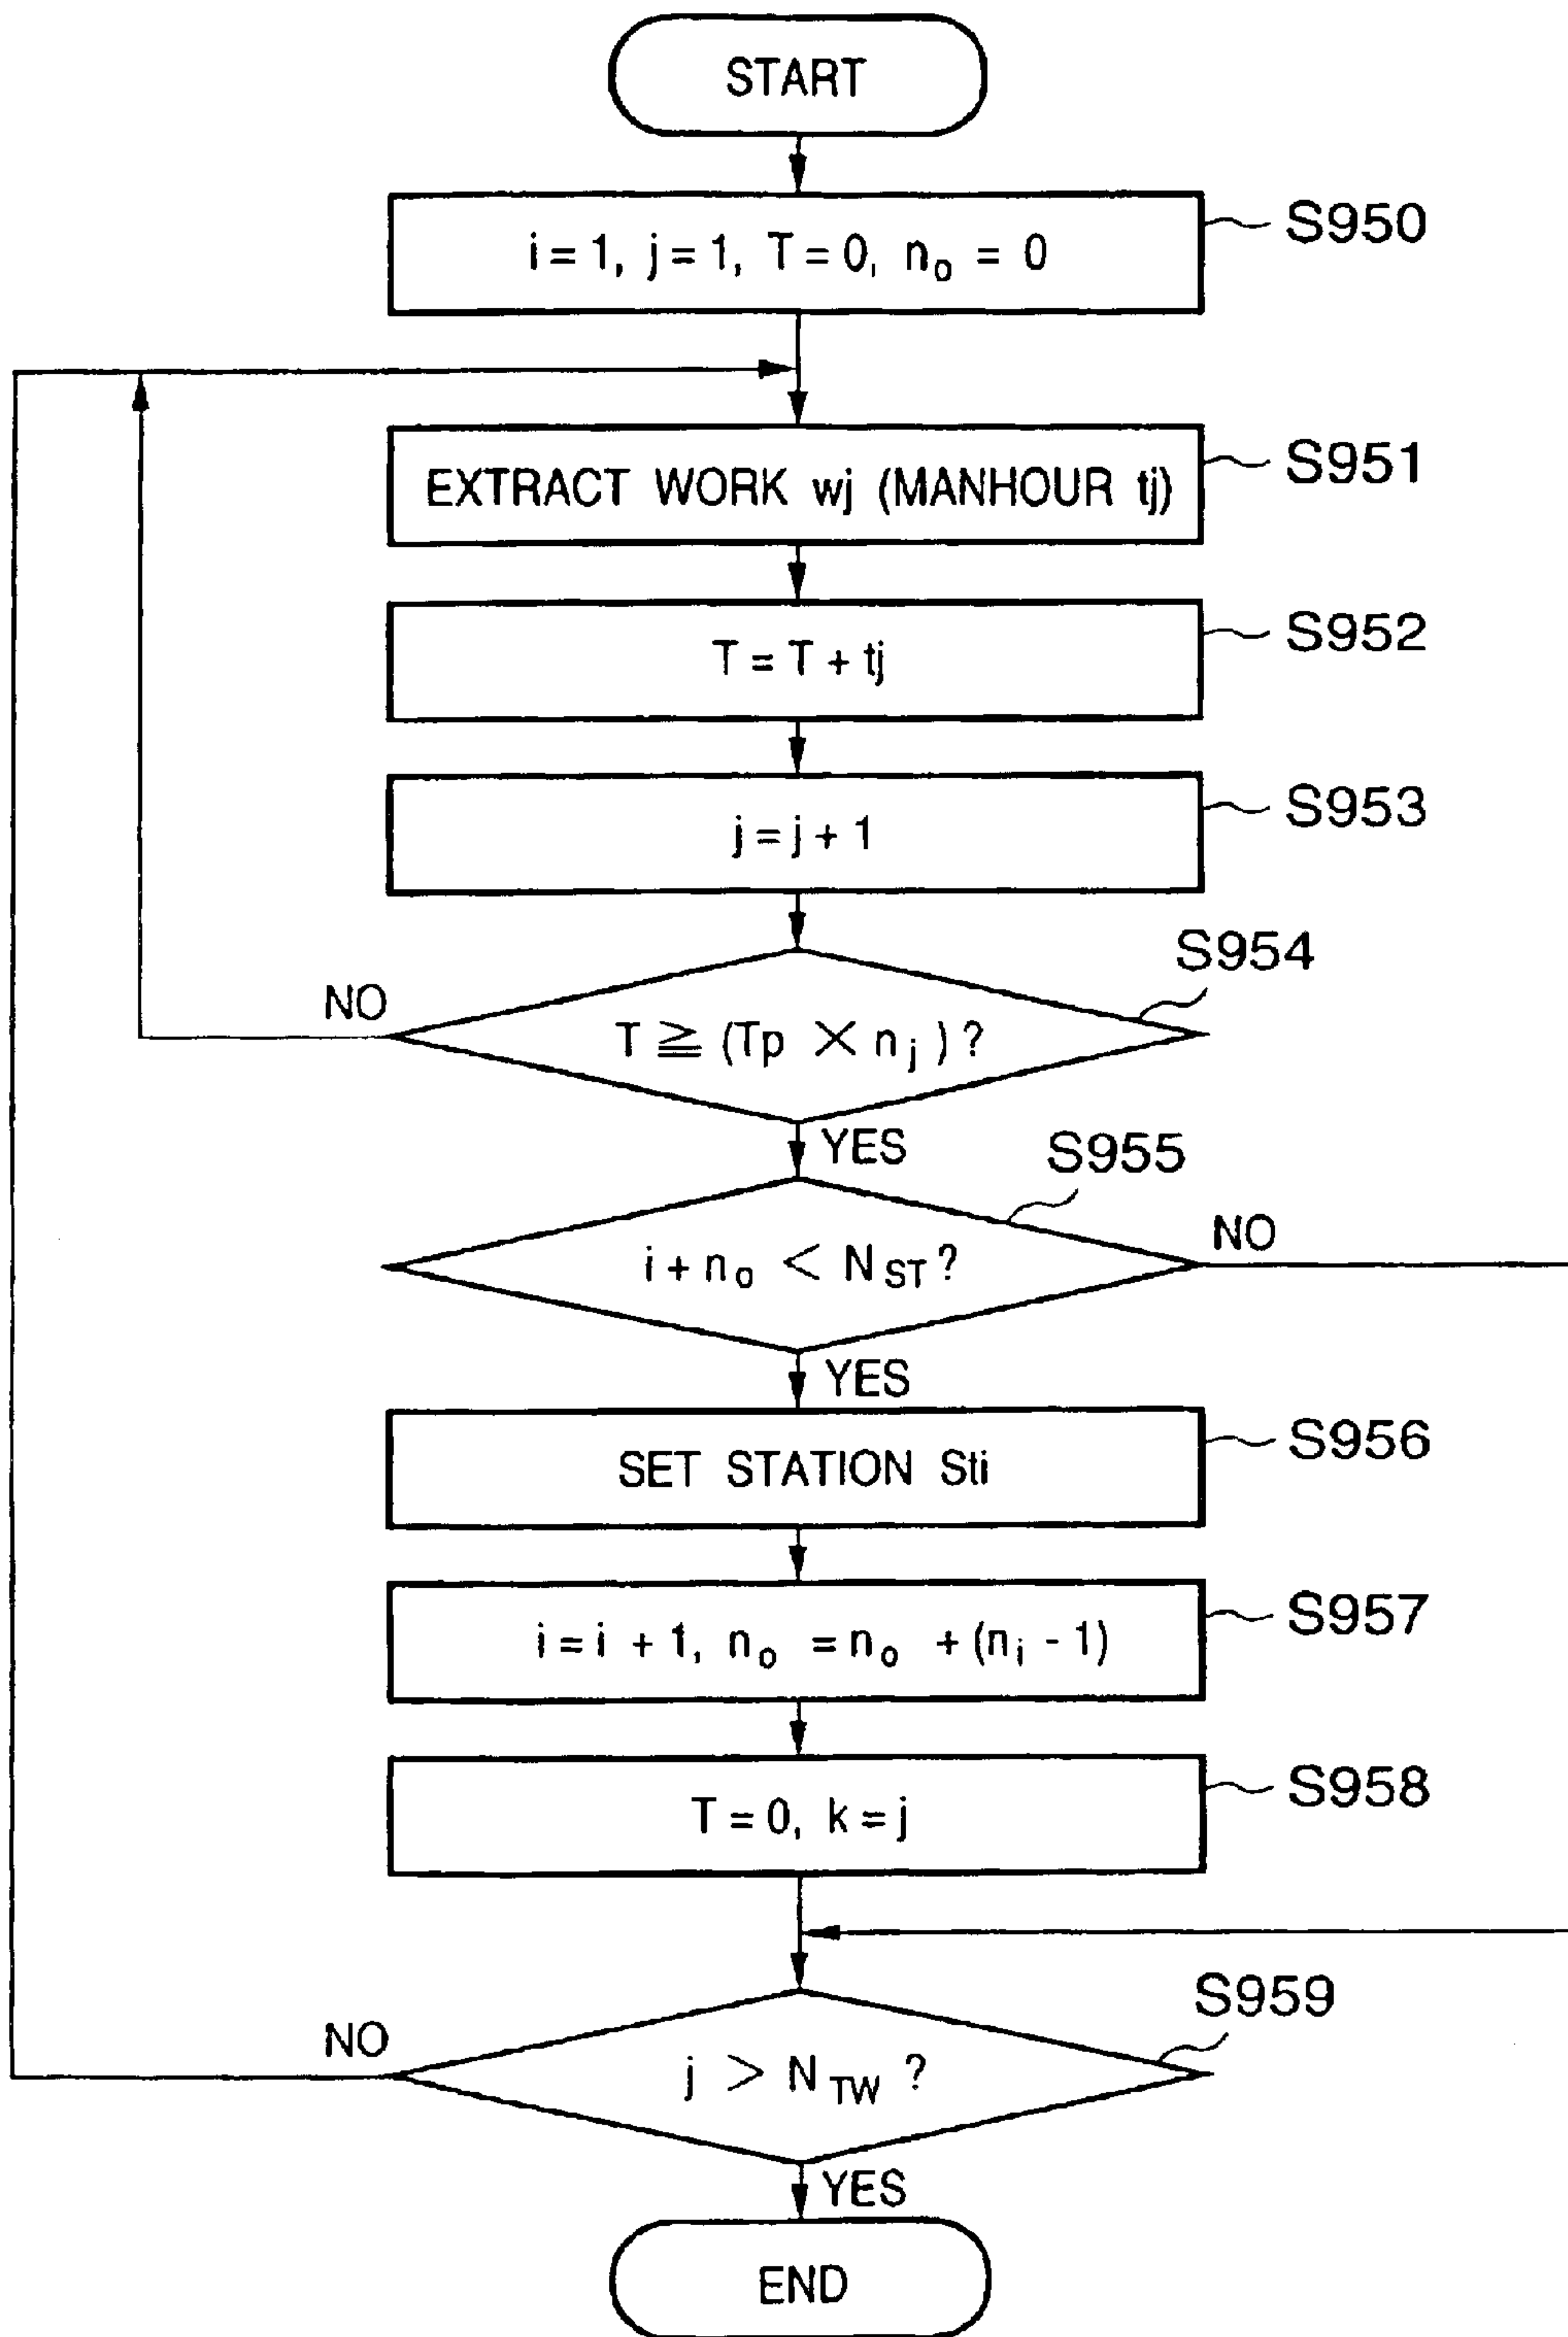 START
i = 1, j = 1, T = 0, n₀ = 0
S950
EXTRACT WORK wj (MANHOUR tj)
S951
T = T + tj
S952
j = j + 1
S953
S954
NO
T ≧ (Tp × nⱼ) ?
YES
S955
i + n₀ < N_ST ?
NO
YES
SET STATION Sti
S956
i = i + 1, n₀ = n₀ + (nᵢ - 1)
S957
T = 0, k = j
S958
S959
NO
j > N_TW ?
YES
END